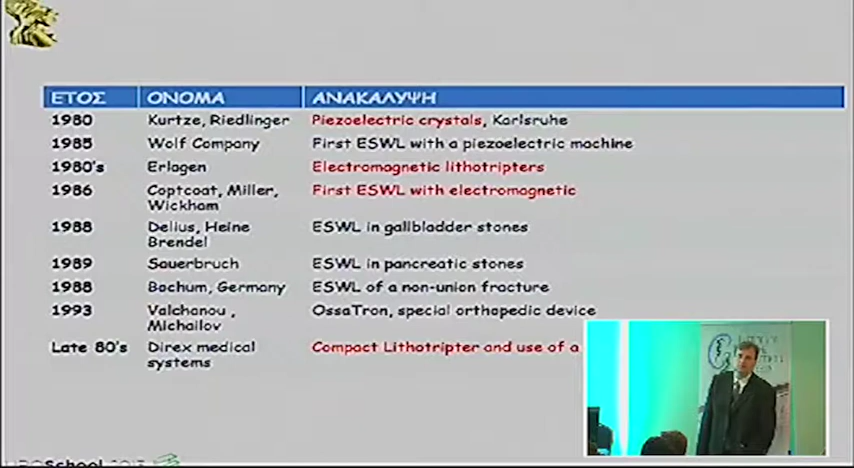 ΕΤΟΣ ΟΝΟΜΑ ΑΝΑΚΑΛΥΨΗ
1980 Kurtze, Riedlinger Piezoelectric crystals, Karlsruhe
1985 Wolf Company First ESWL with a piezoelectric machine
1980's Erlagen Electromagnetic lithotripters
1986 Coptcoat, Miller, First ESWL with electromagnetic
Wickham
1988 Delius, Heine ESWL in gallbladder stones
Brendel
1989 Sauerbruch ESWL in pancreatic stones
1988 Bochum, Germany ESWL of a non-union fracture
1993 Valchanou, OssaTron, special orthopedic device
Michailov
Late 80's Direx medical Compact Lithotripter and use of a
systems
School